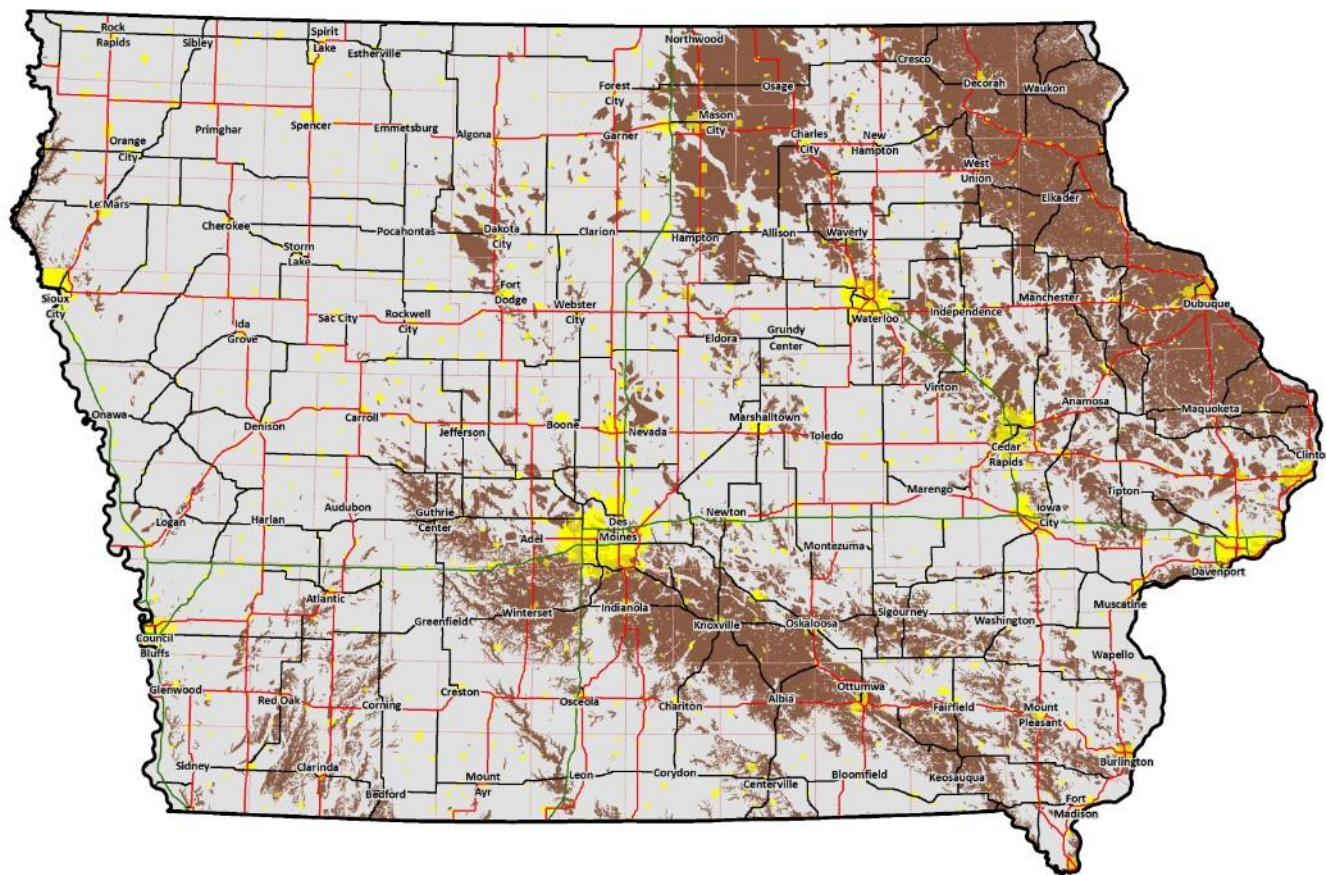 Rock
Rapids
Sibley
Spirit
Lake
Estherville
Northwood
Cresco
Decorah
Waukon
Forest
City
Osage
Mason
City
Orange
City
Primghar
Spencer
Emmetsburg
Algona
Garner
Charles
City
New
Hampton
West
Union
Elkader
Le Mars
Cherokee
Storm
Lake
Pocahontas
Dakota
City
Clarion
Hampton
Allison
Waverly
Sioux
City
Ida
Grove
Sac City
Rockwell
City
Fort
Dodge
Webster
City
Eldora
Grundy
Center
Waterloo
Independence
Manchester
Dubuque
Vinton
Anamosa
Maquoketa
Onawa
Denison
Carroll
Jefferson
Boone
Nevada
Marshalltown
Toledo
Cedar
Rapids
Clinton
Marengo
Tipton
Logan
Harlan
Audubon
Guthrie
Center
Adel
Des
Moines
Newton
Iowa
City
Montezuma
Davenport
Muscatine
Atlantic
Council
Bluffs
Greenfield
Winterset
Indianola
Knoxville
Oskaloosa
Sigourney
Washington
Wapello
Glenwood
Red Oak
Corning
Creston
Osceola
Chariton
Albia
Ottumwa
Fairfield
Mount
Pleasant
Burlington
Sidney
Clarinda
Bedford
Mount
Ayr
Leon
Corydon
Centerville
Bloomfield
Keosauqua
Fort
Madison